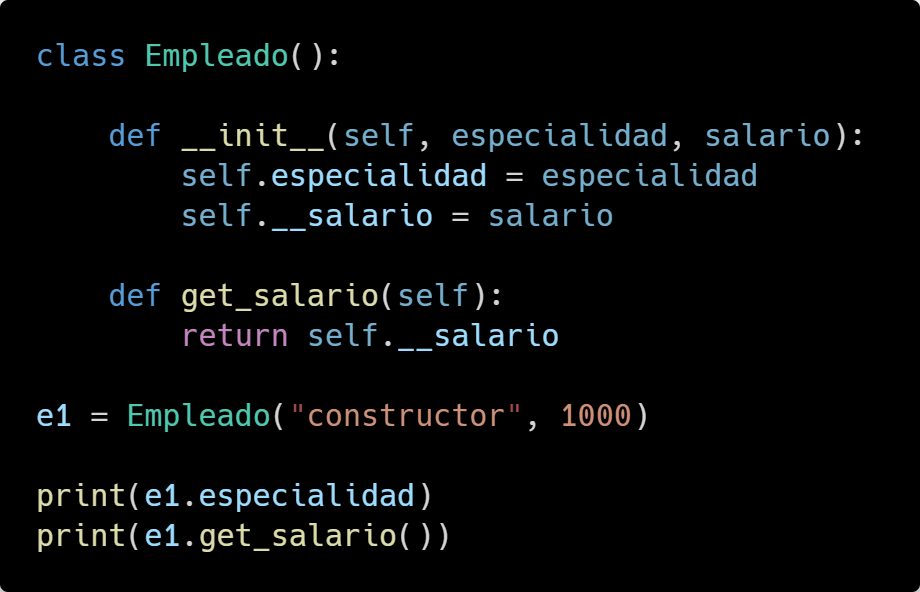 class Empleado():
    def __init__(self, especialidad, salario):
        self.especialidad = especialidad
        self.__salario = salario
    def get_salario(self):
        return self.__salario
e1 = Empleado("constructor", 1000)
print(e1.especialidad)
print(e1.get_salario())